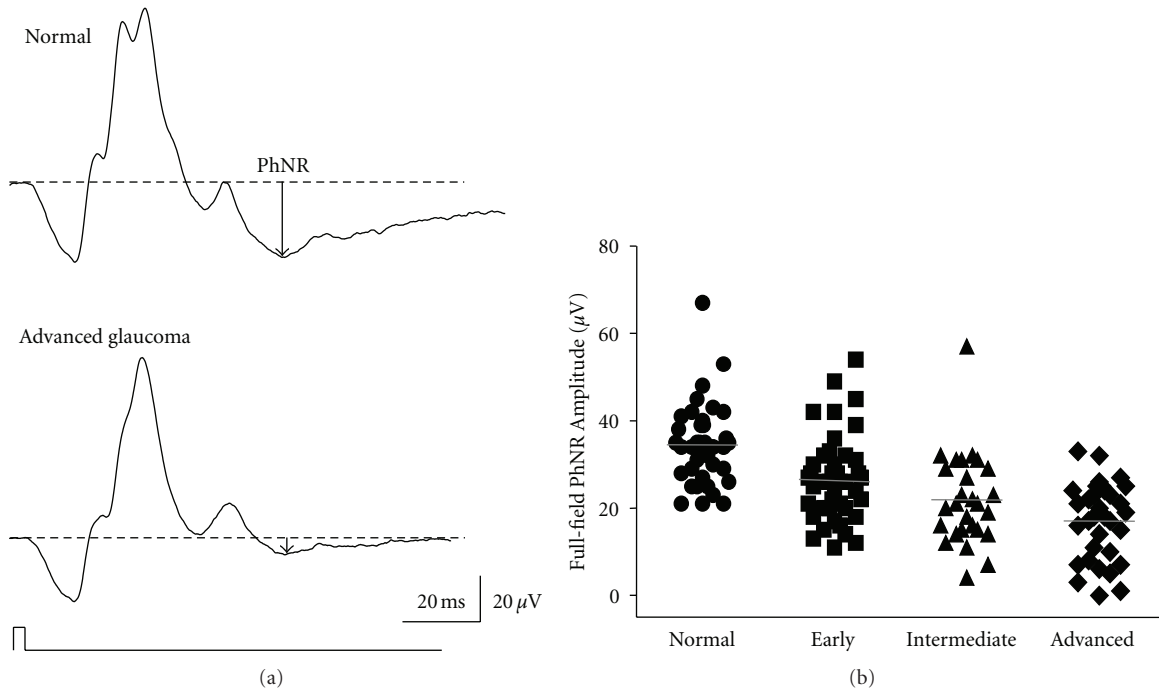 Normal
PhNR
Advanced glaucoma
20 ms
20 μV
(a)
Full-field PhNR Amplitude (μV)
80
60
40
20
0
Normal
Early
Intermediate
Advanced
(b)